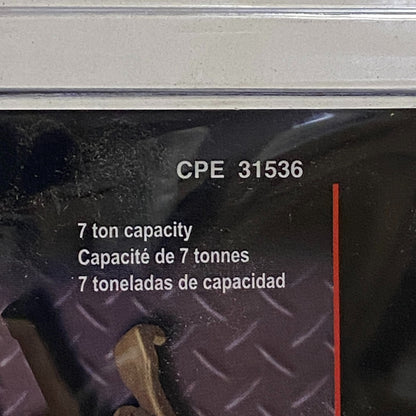 CPE 31536
7 ton capacity
Capacité de 7 tonnes
7 toneladas de capacidad